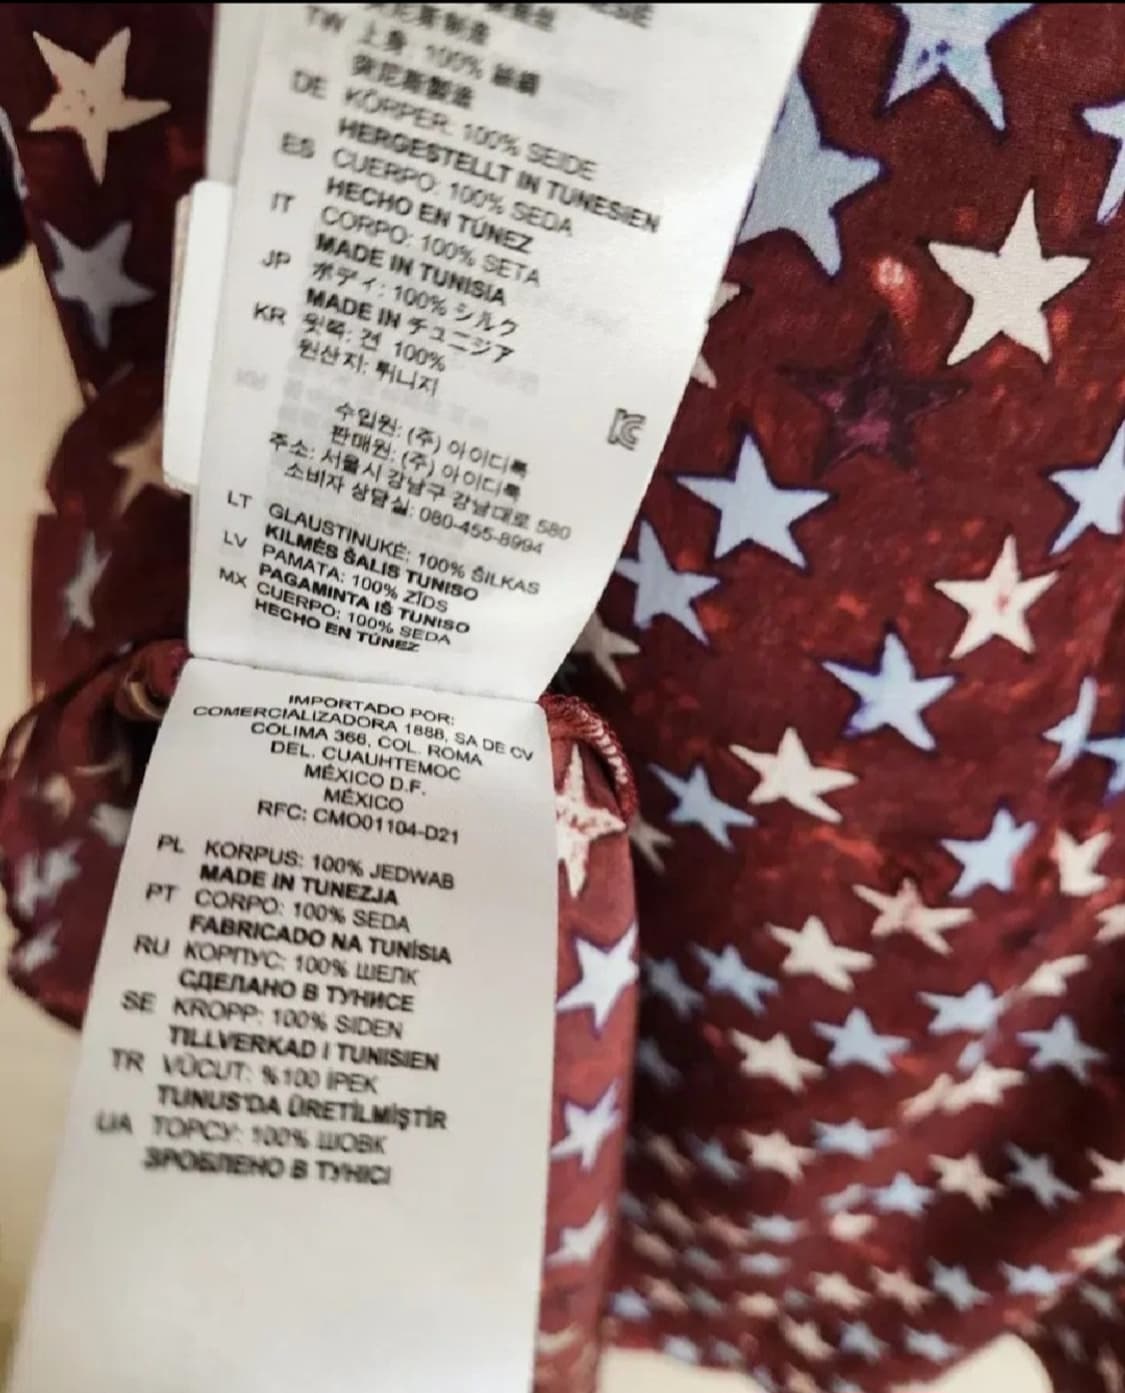 突尼斯制造
TW 上身: 100% 絲綢
突尼斯製造
DE KÖRPER: 100% SEIDE
HERGESTELLT IN TUNESIEN
ES CUERPO: 100% SEDA
HECHO EN TÚNEZ
IT CORPO: 100% SETA
MADE IN TUNISIA
JP ボディ: 100% シルク
MADE IN チュニジア
KR 윗쪽: 견 100%
원산지: 튀니지
수입원: (주) 아이디룩
판매원: (주) 아이디룩
주소: 서울시 강남구 강남대로 580
소비자 상담실: 080-455-8994
LT GLAUSTINUKĖ: 100% ŠILKAS
KILMĖS ŠALIS TUNISO
LV PAMATA: 100% ZĪDS
PAGAMINTA IŠ TUNISO
MX CUERPO: 100% SEDA
HECHO EN TÚNEZ
IMPORTADO POR:
COMERCIALIZADORA 1888, SA DE CV
COLIMA 366, COL. ROMA
DEL. CUAUHTEMOC
MÉXICO D.F.
MÉXICO
RFC: CMO01104-D21
PL KORPUS: 100% JEDWAB
MADE IN TUNEZJA
PT CORPO: 100% SEDA
FABRICADO NA TUNÍSIA
RU КОРПУС: 100% ШЕЛК
СДЕЛАНО В ТУНИСЕ
SE KROPP: 100% SIDEN
TILLVERKAD I TUNISIEN
TR VÜCUT: %100 İPEK
TUNUS'DA ÜRETİLMİŞTİR
UA ТОРСУ: 100% ШОВК
ЗРОБЛЕНО В ТУНІСІ